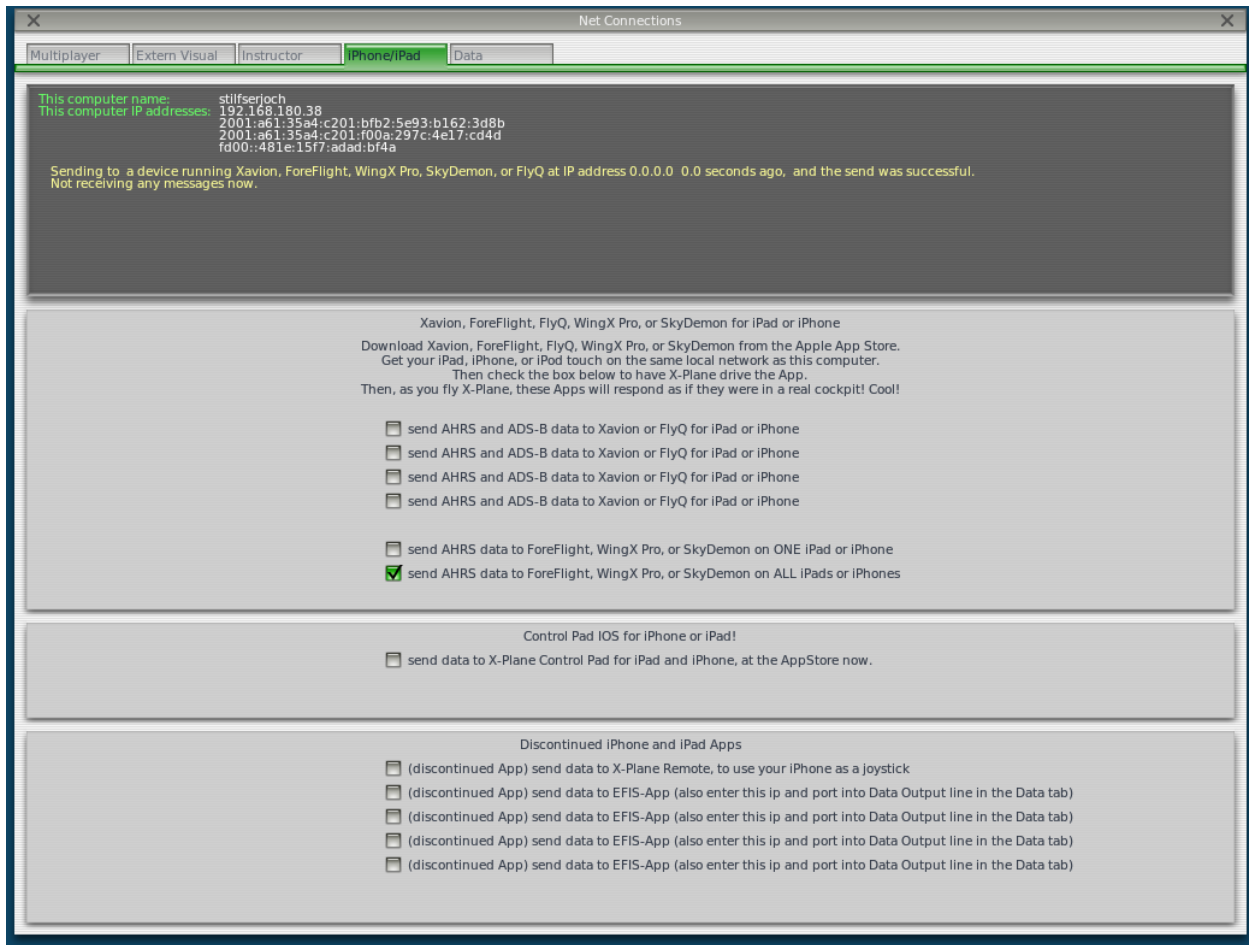 Net Connections
Multiplayer
Extern Visual
Instructor
iPhone/iPad
Data
This computer name: stilfserjoch
This computer IP addresses: 192.168.180.38
2001:a61:35a4:c201:bfb2:5e93:b162:3d8b
2001:a61:35a4:c201:f00a:297c:4e17:cd4d
fd00::481e:15f7:adad:bf4a
Sending to a device running Xavion, ForeFlight, WingX Pro, SkyDemon, or FlyQ at IP address 0.0.0.0 0.0 seconds ago, and the send was successful.
Not receiving any messages now.
Xavion, ForeFlight, FlyQ, WingX Pro, or SkyDemon for iPad or iPhone
Download Xavion, ForeFlight, FlyQ, WingX Pro, or SkyDemon from the Apple App Store.
Get your iPad, iPhone, or iPod touch on the same local network as this computer.
Then check the box below to have X-Plane drive the App.
Then, as you fly X-Plane, these Apps will respond as if they were in a real cockpit! Cool!
send AHRS and ADS-B data to Xavion or FlyQ for iPad or iPhone
send AHRS and ADS-B data to Xavion or FlyQ for iPad or iPhone
send AHRS and ADS-B data to Xavion or FlyQ for iPad or iPhone
send AHRS and ADS-B data to Xavion or FlyQ for iPad or iPhone
send AHRS data to ForeFlight, WingX Pro, or SkyDemon on ONE iPad or iPhone
send AHRS data to ForeFlight, WingX Pro, or SkyDemon on ALL iPads or iPhones
Control Pad IOS for iPhone or iPad!
send data to X-Plane Control Pad for iPad and iPhone, at the AppStore now.
Discontinued iPhone and iPad Apps
(discontinued App) send data to X-Plane Remote, to use your iPhone as a joystick
(discontinued App) send data to EFIS-App (also enter this ip and port into Data Output line in the Data tab)
(discontinued App) send data to EFIS-App (also enter this ip and port into Data Output line in the Data tab)
(discontinued App) send data to EFIS-App (also enter this ip and port into Data Output line in the Data tab)
(discontinued App) send data to EFIS-App (also enter this ip and port into Data Output line in the Data tab)